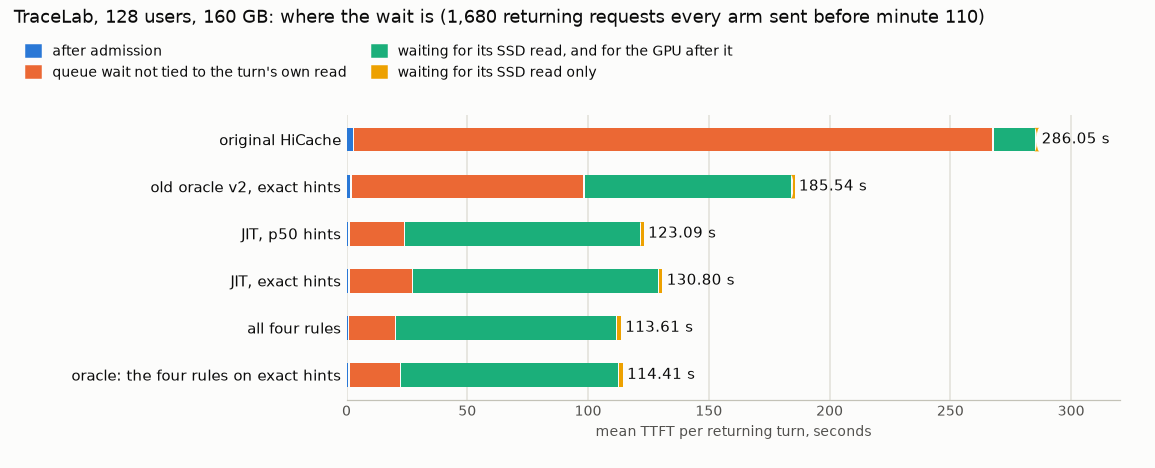 TraceLab, 128 users, 160 GB: where the wait is (1,680 returning requests every arm sent before minute 110)
after admission
waiting for its SSD read, and for the GPU after it
queue wait not tied to the turn's own read
waiting for its SSD read only
original HiCache
286.05 s
old oracle v2, exact hints
185.54 s
JIT, p50 hints
123.09 s
JIT, exact hints
130.80 s
all four rules
113.61 s
oracle: the four rules on exact hints
114.41 s
0 50 100 150 200 250 300
mean TTFT per returning turn, seconds